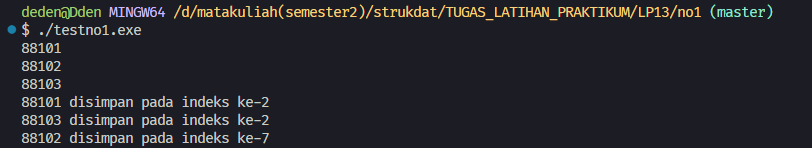 deden@Dden MINGW64 /d/matakuliah(semester2)/strukdat/TUGAS_LATIHAN_PRAKTIKUM/LP13/no1 (master)
$ ./testno1.exe
88101
88102
88103
88101 disimpan pada indeks ke-2
88103 disimpan pada indeks ke-2
88102 disimpan pada indeks ke-7